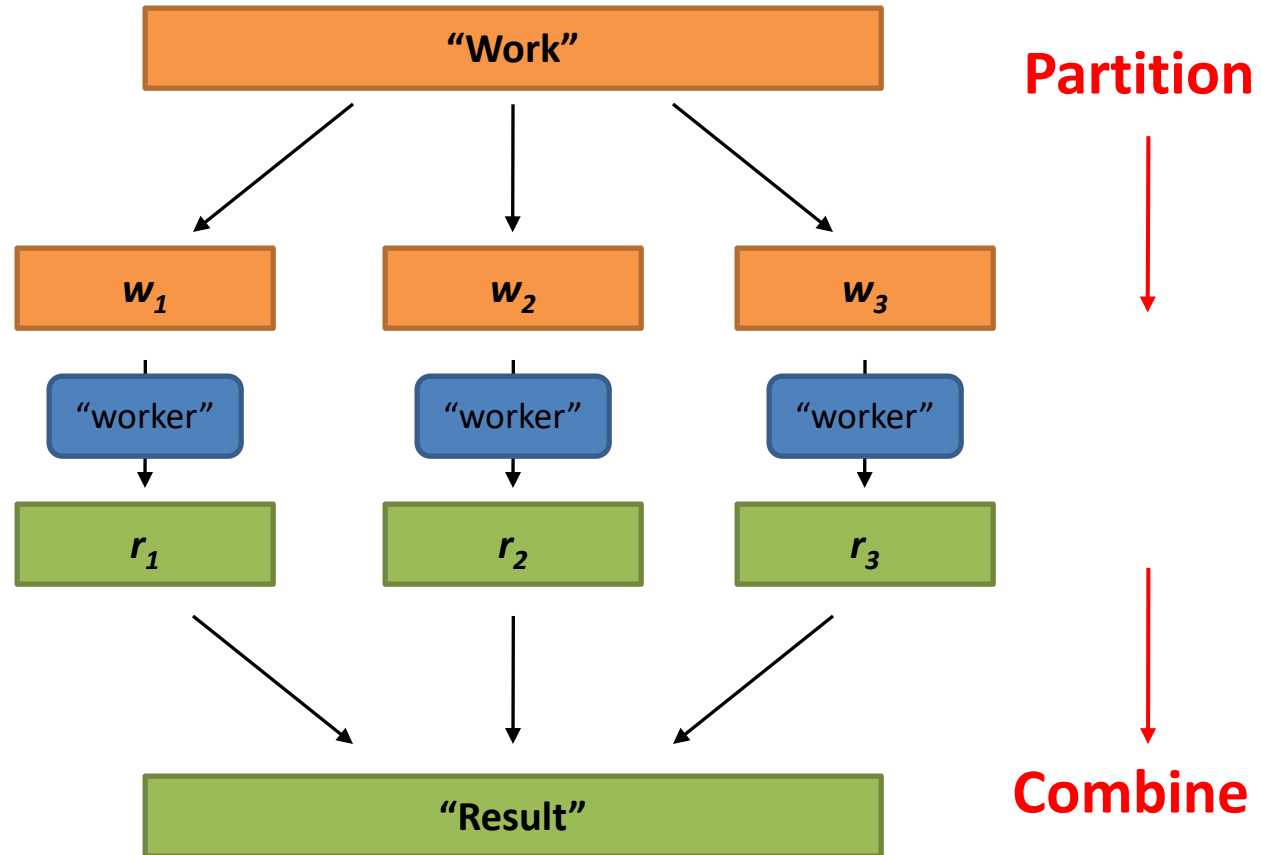 “Work”
Partition
w₁ w₂ w₃
“worker” “worker” “worker”
r₁ r₂ r₃
“Result”
Combine